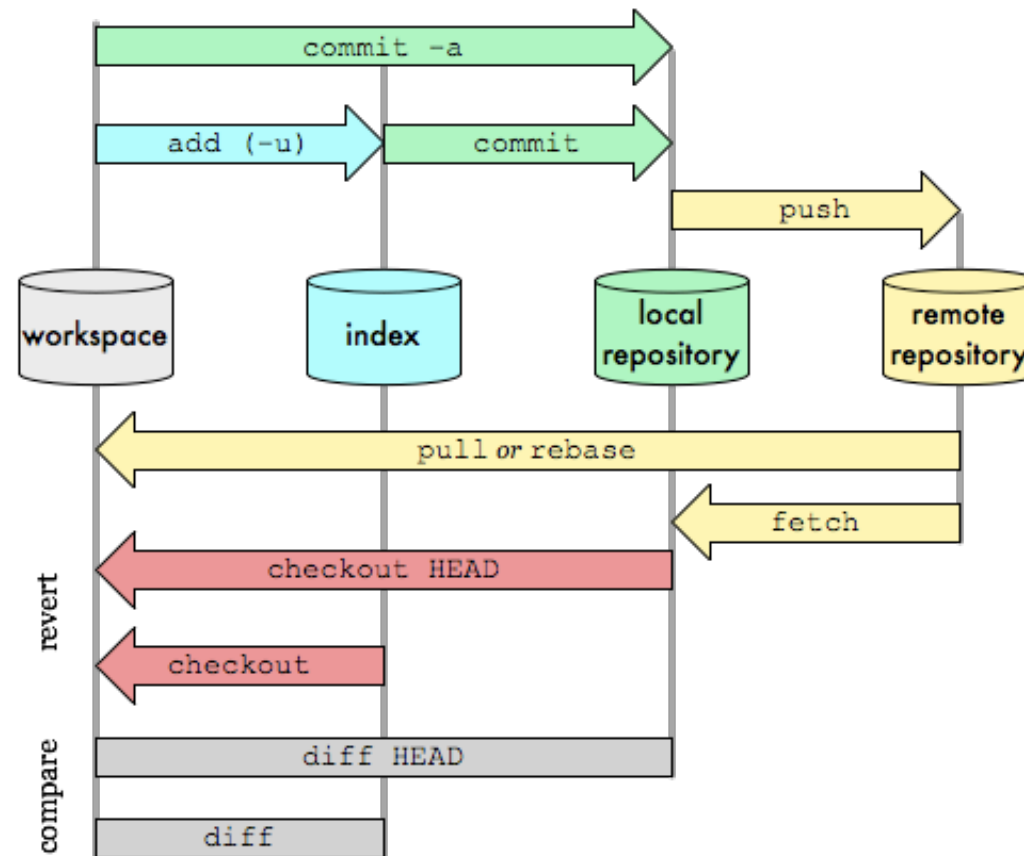 commit -a
add (-u)
commit
push
workspace
index
local
repository
remote
repository
pull or rebase
fetch
checkout HEAD
revert
checkout
diff HEAD
compare
diff